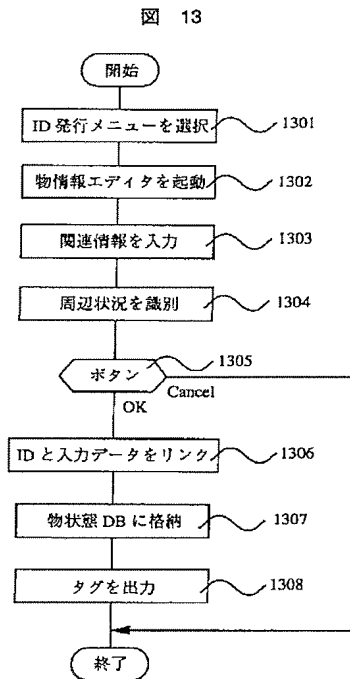 図 13
開始
ID 発行メニューを選択 1301
物情報エディタを起動 1302
関連情報を入力 1303
周辺状況を識別 1304
ボタン 1305
OK Cancel
ID と入力データをリンク 1306
物状態 DB に格納 1307
タグを出力 1308
終了